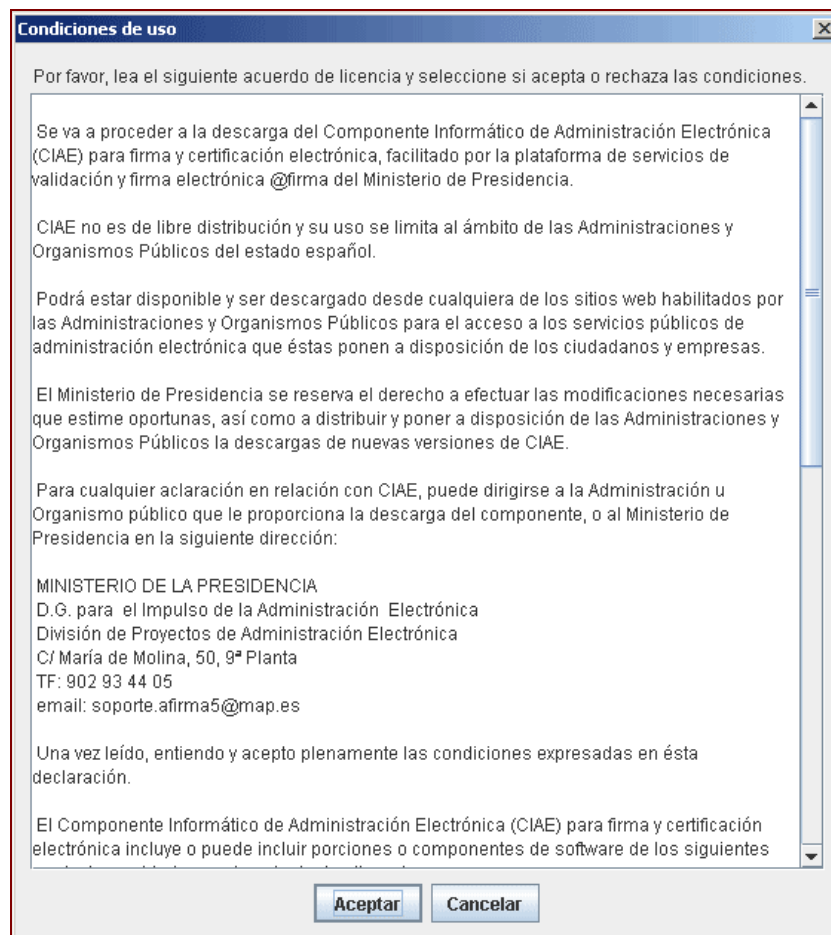 Condiciones de uso
Por favor, lea el siguiente acuerdo de licencia y seleccione si acepta o rechaza las condiciones.
Se va a proceder a la descarga del Componente Informático de Administración Electrónica
(CIAE) para firma y certificación electrónica, facilitado por la plataforma de servicios de
validación y firma electrónica @firma del Ministerio de Presidencia.
CIAE no es de libre distribución y su uso se limita al ámbito de las Administraciones y
Organismos Públicos del estado español.
Podrá estar disponible y ser descargado desde cualquiera de los sitios web habilitados por
las Administraciones y Organismos Públicos para el acceso a los servicios públicos de
administración electrónica que éstas ponen a disposición de los ciudadanos y empresas.
El Ministerio de Presidencia se reserva el derecho a efectuar las modificaciones necesarias
que estime oportunas, así como a distribuir y poner a disposición de las Administraciones y
Organismos Públicos la descargas de nuevas versiones de CIAE.
Para cualquier aclaración en relación con CIAE, puede dirigirse a la Administración u
Organismo público que le proporciona la descarga del componente, o al Ministerio de
Presidencia en la siguiente dirección:
MINISTERIO DE LA PRESIDENCIA
D.G. para  el Impulso de la Administración  Electrónica
División de Proyectos de Administración Electrónica
C/ María de Molina, 50, 9ª Planta
TF: 902 93 44 05
email: soporte.afirma5@map.es
Una vez leído, entiendo y acepto plenamente las condiciones expresadas en ésta
declaración.
El Componente Informático de Administración Electrónica (CIAE) para firma y certificación
electrónica incluye o puede incluir porciones o componentes de software de los siguientes
Aceptar
Cancelar